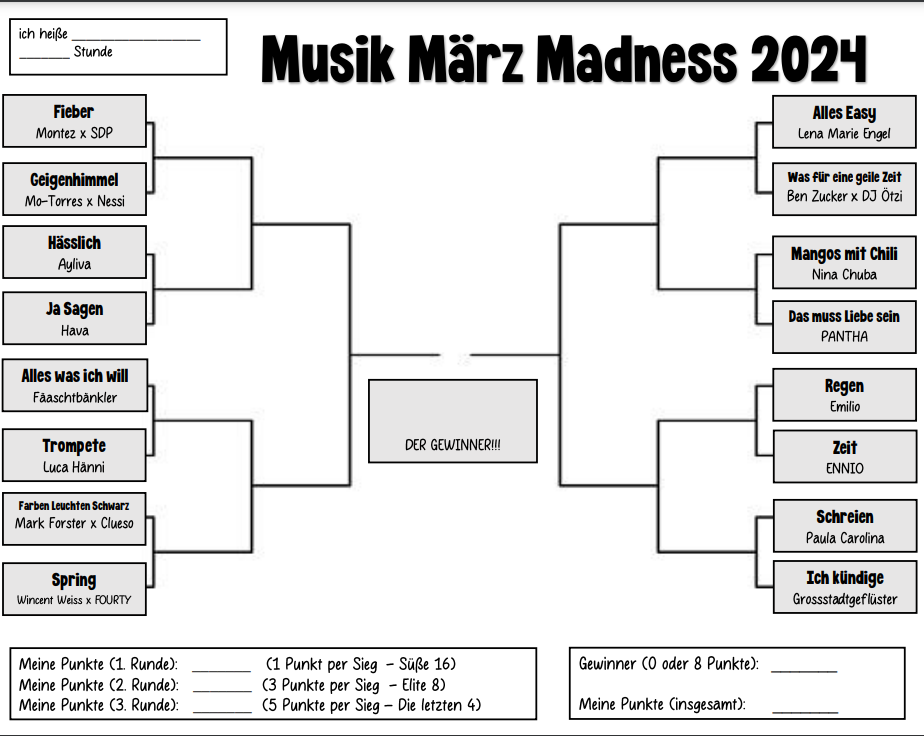 ich heiße ____________________
________ Stunde
Musik März Madness 2024
Fieber
Montez x SDP
Geigenhimmel
Mo-Torres x Nessi
Hässlich
Ayliva
Ja Sagen
Hava
Alles was ich will
Fäaschtbänkler
Trompete
Luca Hänni
Farben Leuchten Schwarz
Mark Forster x Clueso
Spring
Wincent Weiss x FOURTY
DER GEWINNER!!!
Alles Easy
Lena Marie Engel
Was für eine geile Zeit
Ben Zucker x DJ Ötzi
Mangos mit Chili
Nina Chuba
Das muss Liebe sein
PANTHA
Regen
Emilio
Zeit
ENNIO
Schreien
Paula Carolina
Ich kündige
Grossstadtgeflüster
Meine Punkte (1. Runde): ________ (1 Punkt per Sieg – Süße 16)
Meine Punkte (2. Runde): ________ (3 Punkte per Sieg – Elite 8)
Meine Punkte (3. Runde): ________ (5 Punkte per Sieg – Die letzten 4)
Gewinner (0 oder 8 Punkte): ________
Meine Punkte (insgesamt): ________